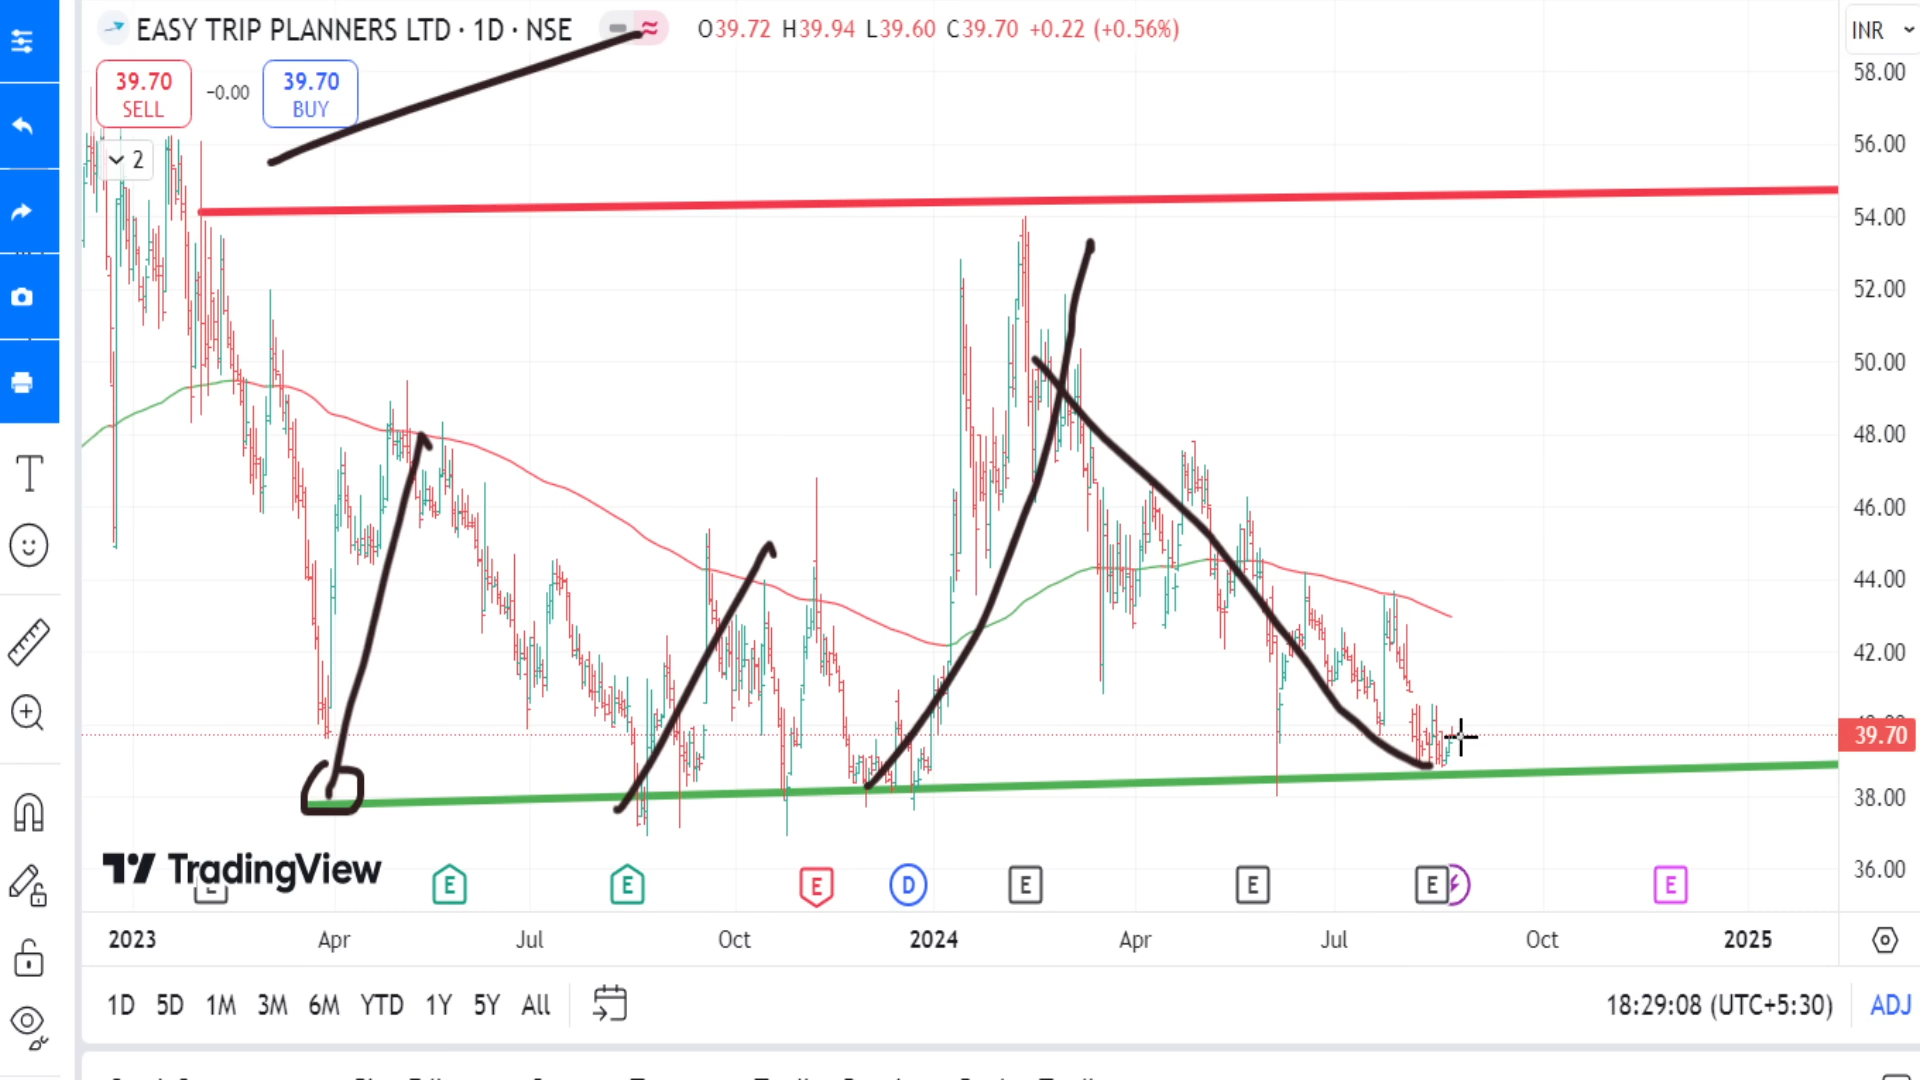 EASY TRIP PLANNERS LTD · 1D · NSE
O39.72 H39.94 L39.60 C39.70 +0.22 (+0.56%)
INR
39.70
SELL
-0.00
39.70
BUY
2
58.00
56.00
54.00
52.00
50.00
48.00
46.00
44.00
42.00
39.70
38.00
36.00
TradingView
E E E D E E E E
2023 Apr Jul Oct 2024 Apr Jul Oct 2025
1D 5D 1M 3M 6M YTD 1Y 5Y All
18:29:08 (UTC+5:30)
ADJ